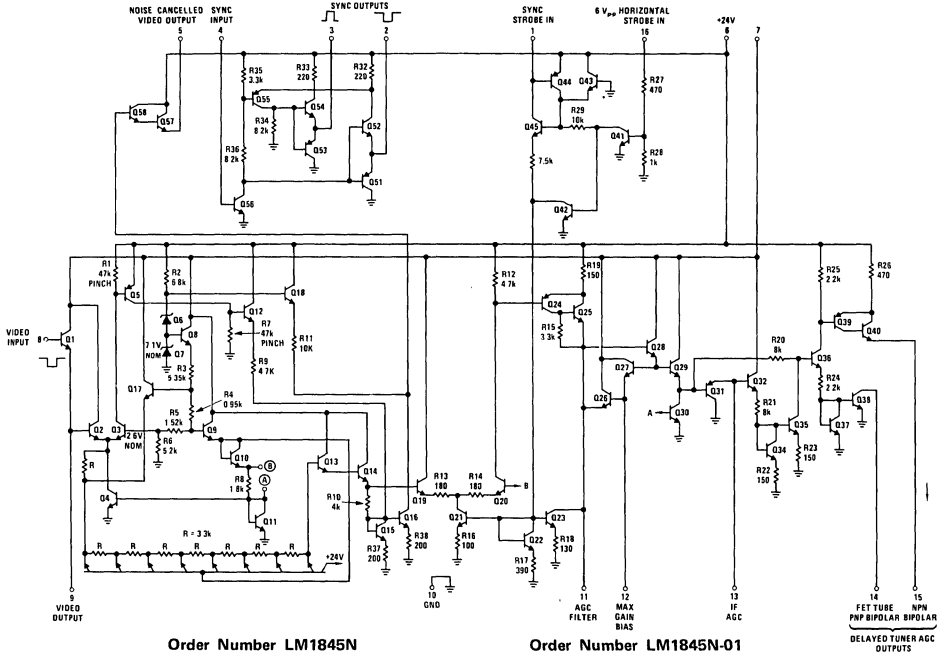 NOISE CANCELLED
VIDEO OUTPUT
5
SYNC
INPUT
4
SYNC OUTPUTS
3
2
SYNC
STROBE IN
1
6 Vpp HORIZONTAL
STROBE IN
16
+24V
6
7
R35
3.3k
R33
220
R32
220
Q44
Q43
R27
470
Q58
Q57
Q55
Q54
R34
8 2k
Q52
Q45
R29
10k
Q41
R36
8 2k
Q53
R28
1k
7.5k
Q51
Q56
Q42
R1
47k
PINCH
R2
6 8k
Q18
R12
4 7k
R19
150
R25
2 2k
R26
470
Q5
Q12
Q24
Q6
R7
47k
PINCH
Q25
Q39
VIDEO
INPUT
8
Q1
Q8
R11
10K
R15
3 3k
Q40
7 1V
NOM
Q7
R9
4 7K
Q28
R20
8k
Q36
R3
5 35k
Q27
Q29
Q17
R4
0 95k
R24
2 2k
Q31
Q32
Q2
Q3
R5
1 52k
Q9
Q26
A
Q30
R21
8k
Q38
2 6V
NOM
R6
5 2k
Q13
Q35
Q37
R
Q10
B
Q14
R13
180
R14
180
B
Q34
R23
150
R8
1 8k
A
Q19
Q20
R22
150
Q4
R10
4k
Q11
Q16
Q21
Q23
Q15
Q22
R = 3 3k
R
R
R
R
R
R
R
R37
200
R38
200
R16
100
R18
130
R17
390
+24V
9
VIDEO
OUTPUT
10
GND
11
AGC
FILTER
12
MAX
GAIN
BIAS
13
IF
AGC
14
FET TUBE
PNP BIPOLAR
15
NPN
BIPOLAR
DELAYED TUNER AGC
OUTPUTS
Order Number LM1845N
Order Number LM1845N-01